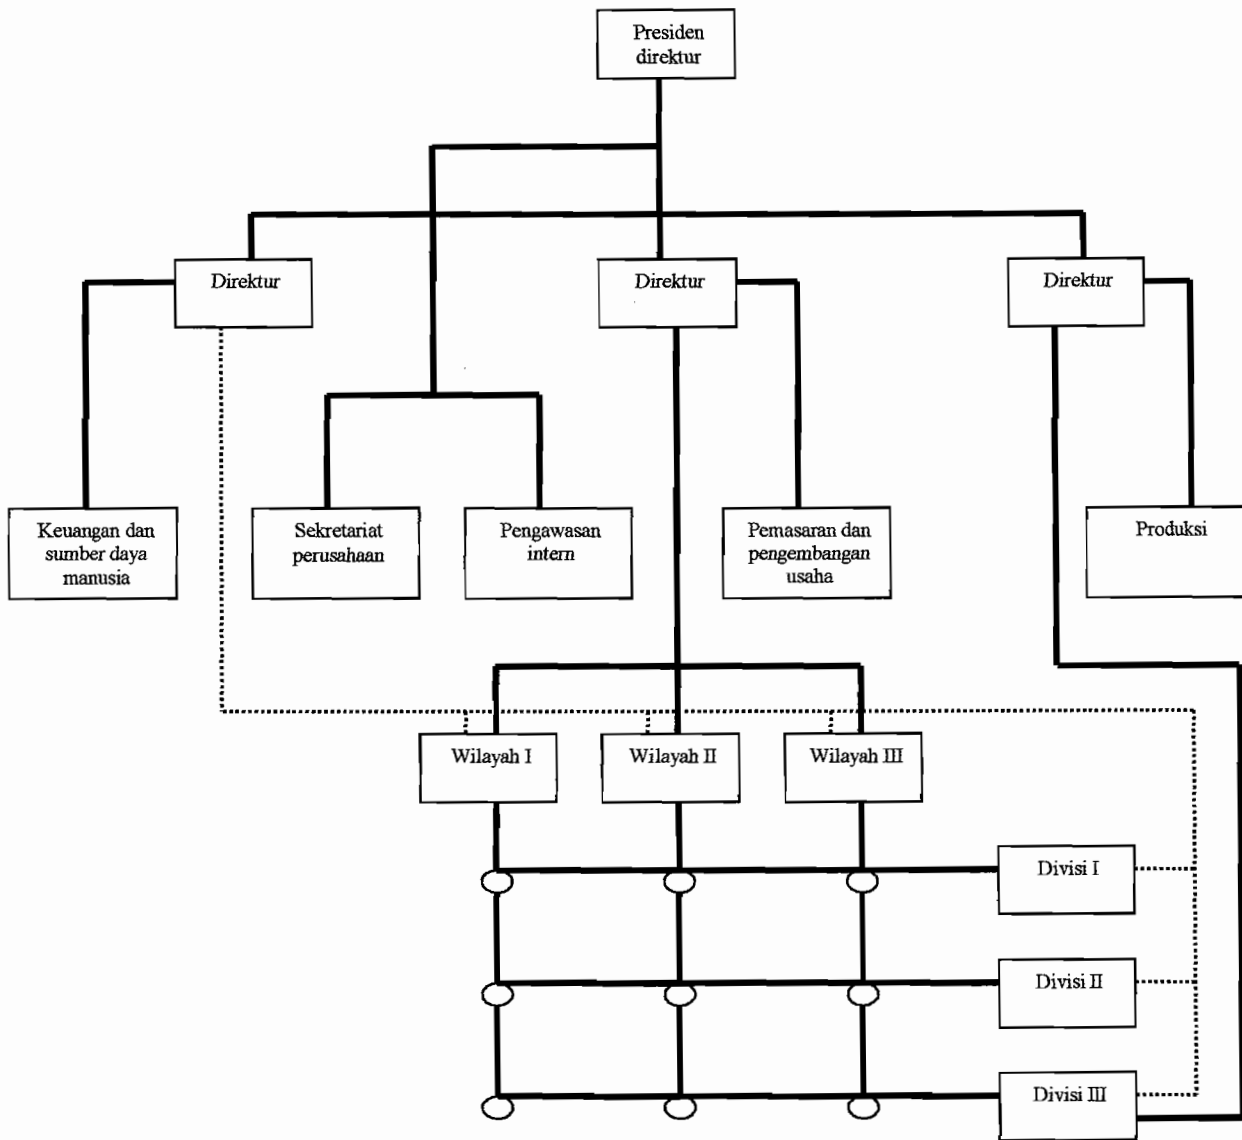 Presiden
direktur
Direktur
Direktur
Direktur
Keuangan dan
sumber daya
manusia
Sekretariat
perusahaan
Pengawasan
intern
Pemasaran dan
pengembangan
usaha
Produksi
Wilayah I
Wilayah II
Wilayah III
Divisi I
Divisi II
Divisi III